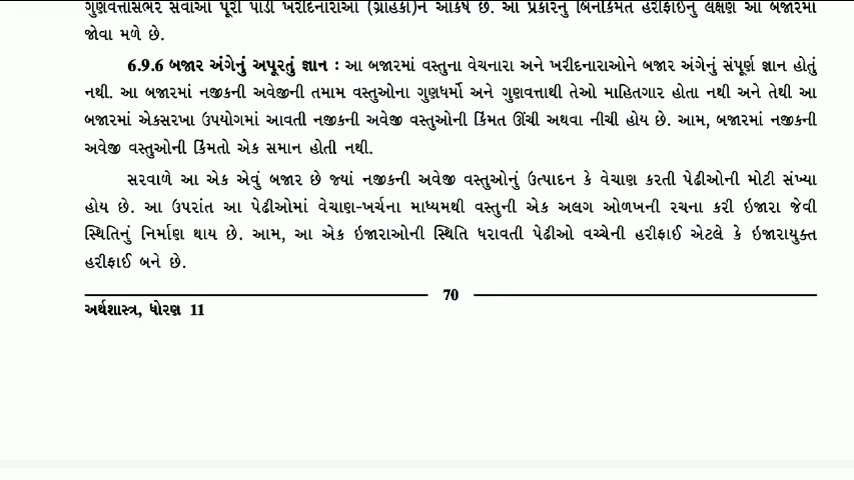 ગુણવત્તાસભર સેવાઓ પૂરી પાડી ખરીદનારાઓ (ગ્રાહકો)ને આકર્ષે છે. આ પ્રકારનું બિનકિંમત હરીફાઈનું લક્ષણ આ બજારમાં
જોવા મળે છે.
6.9.6 બજાર અંગેનું અપૂરતું જ્ઞાન : આ બજારમાં વસ્તુના વેચનારા અને ખરીદનારાઓને બજાર અંગેનું સંપૂર્ણ જ્ઞાન હોતું
નથી. આ બજારમાં નજીકની અવેજીની તમામ વસ્તુઓના ગુણધર્મો અને ગુણવત્તાથી તેઓ માહિતગાર હોતા નથી અને તેથી આ
બજારમાં એકસરખા ઉપયોગમાં આવતી નજીકની અવેજી વસ્તુઓની કિંમત ઊંચી અથવા નીચી હોય છે. આમ, બજારમાં નજીકની
અવેજી વસ્તુઓની કિંમતો એક સમાન હોતી નથી.
સરવાળે આ એક એવું બજાર છે જ્યાં નજીકની અવેજી વસ્તુઓનું ઉત્પાદન કે વેચાણ કરતી પેઢીઓની મોટી સંખ્યા
હોય છે. આ ઉપરાંત આ પેઢીઓમાં વેચાણ-ખર્ચના માધ્યમથી વસ્તુની એક અલગ ઓળખની રચના કરી ઇજારા જેવી
સ્થિતિનું નિર્માણ થાય છે. આમ, આ એક ઇજારાઓની સ્થિતિ ધરાવતી પેઢીઓ વચ્ચેની હરીફાઈ એટલે કે ઇજારાયુક્ત
હરીફાઈ બને છે.
70
અર્થશાસ્ત્ર, ધોરણ 11